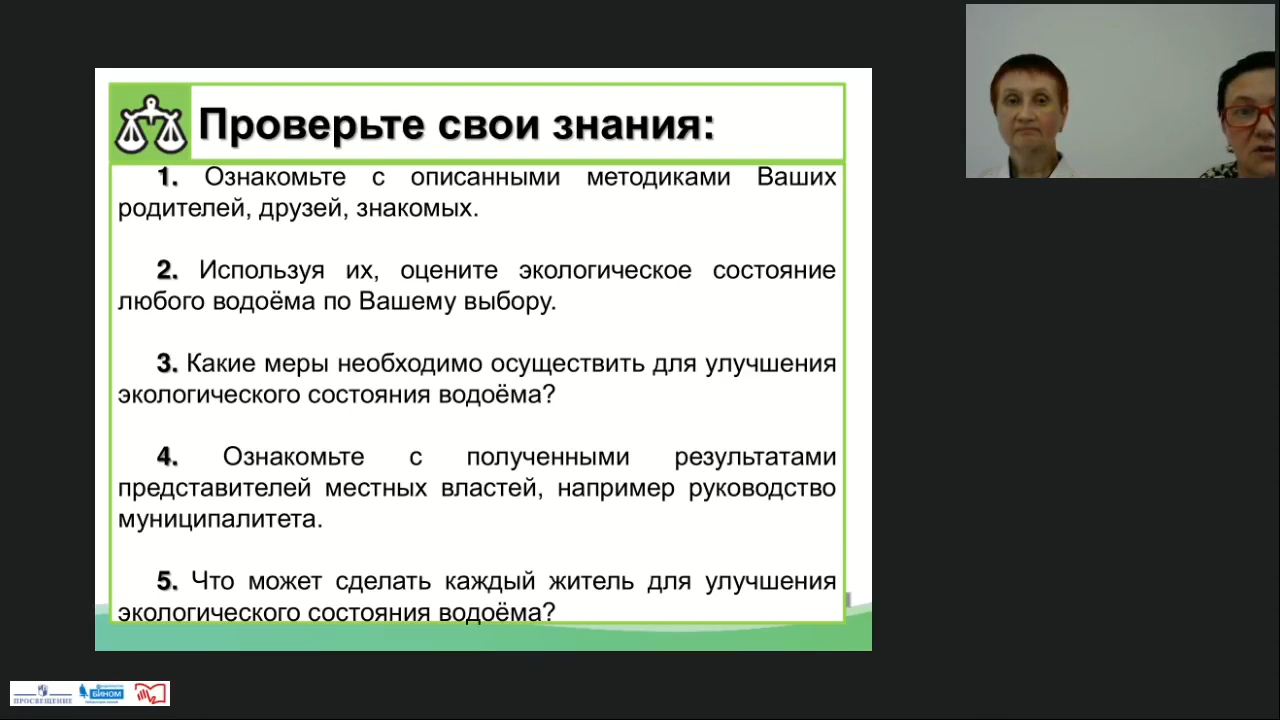 Проверьте свои знания:
1. Ознакомьте с описанными методиками Ваших
родителей, друзей, знакомых.
2. Используя их, оцените экологическое состояние
любого водоёма по Вашему выбору.
3. Какие меры необходимо осуществить для улучшения
экологического состояния водоёма?
4. Ознакомьте с полученными результатами
представителей местных властей, например руководство
муниципалитета.
5. Что может сделать каждый житель для улучшения
экологического состояния водоёма?
ПРОСВЕЩЕНИЕ
БИНОМ